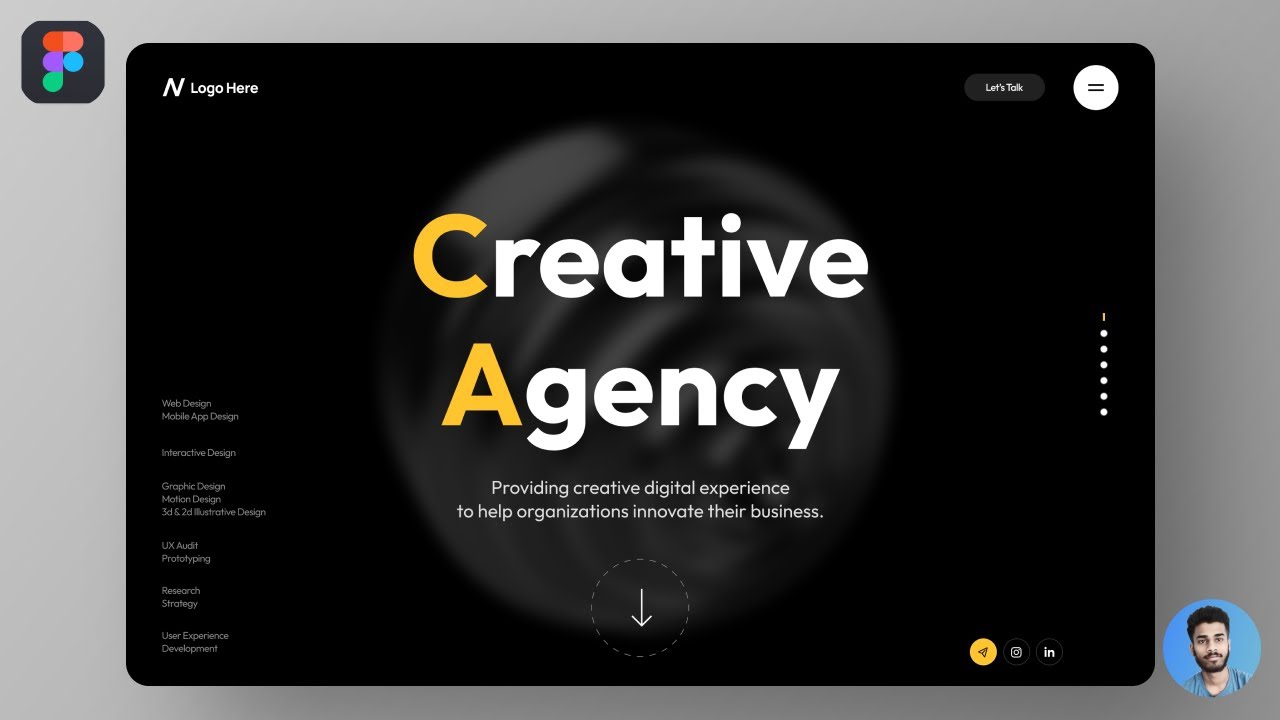 Logo Here
Let's Talk
Creative
Agency
Providing creative digital experience
to help organizations innovate their business.
Web Design
Mobile App Design
Interactive Design
Graphic Design
Motion Design
3d & 2d Illustrative Design
UX Audit
Prototyping
Research
Strategy
User Experience
Development
in